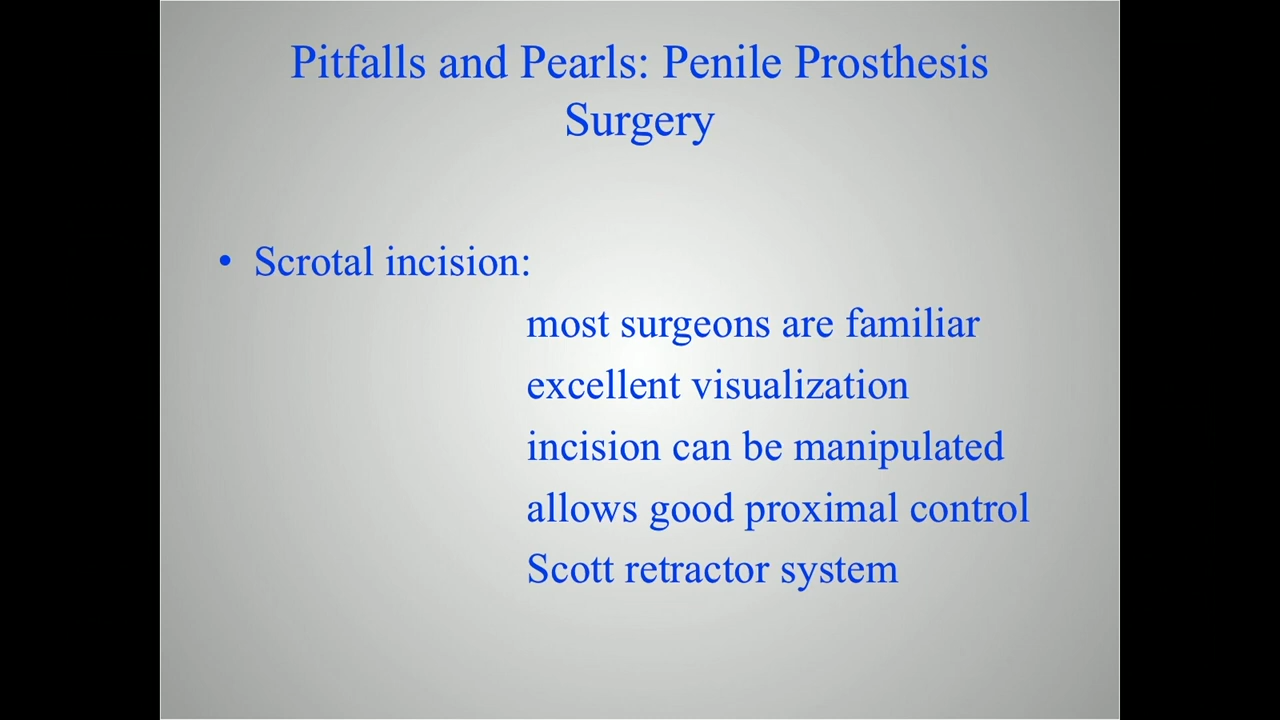 Pitfalls and Pearls: Penile Prosthesis
Surgery
• Scrotal incision:
most surgeons are familiar
excellent visualization
incision can be manipulated
allows good proximal control
Scott retractor system